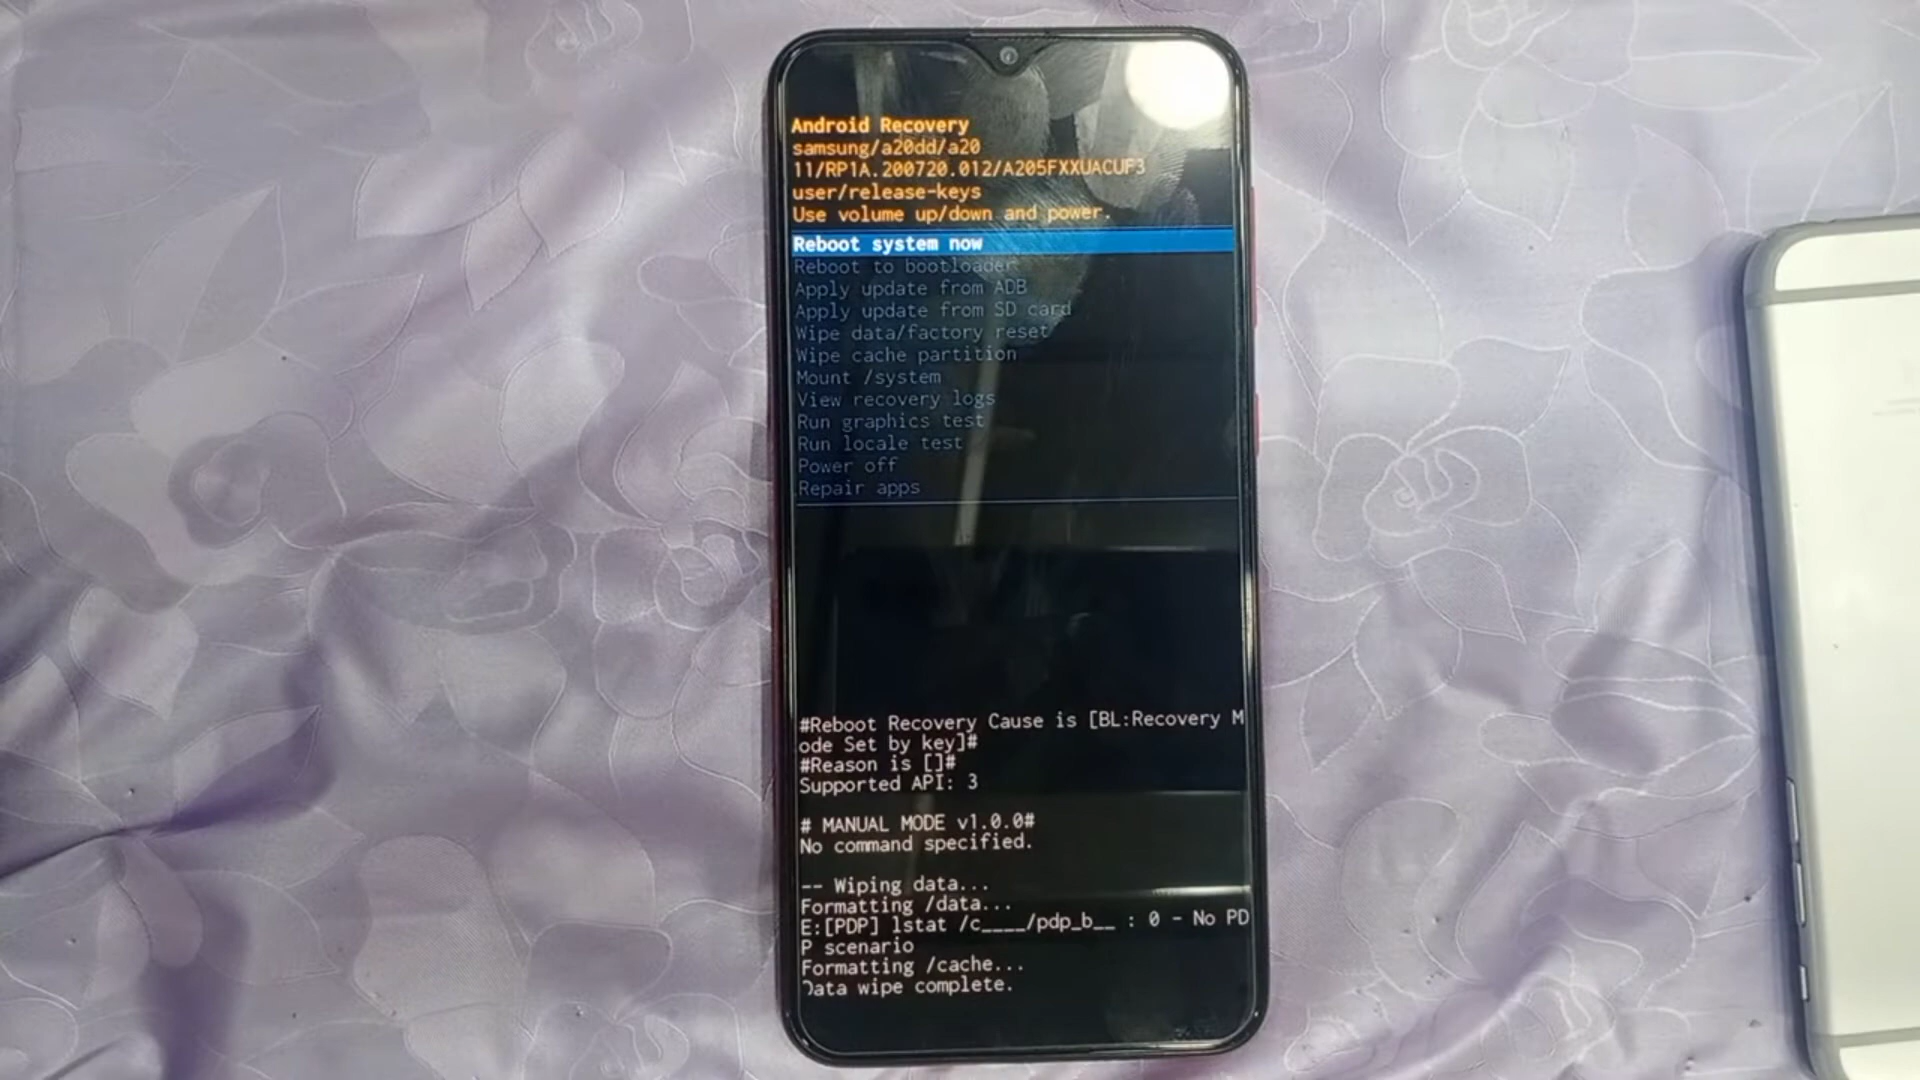 Android Recovery
samsung/a20dd/a20
11/RP1A.200720.012/A205FXXUACUF3
user/release-keys
Use volume up/down and power.
Reboot system now
Reboot to bootloader
Apply update from ADB
Apply update from SD card
Wipe data/factory reset
Wipe cache partition
Mount /system
View recovery logs
Run graphics test
Run locale test
Power off
Repair apps
#Reboot Recovery Cause is [BL:Recovery M
ode Set by key]#
#Reason is []#
Supported API: 3
# MANUAL MODE v1.0.0#
No command specified.
-- Wiping data...
Formatting /data...
E:[PDP] lstat /c____/pdp_b__ : 0 - No PD
P scenario
Formatting /cache...
Data wipe complete.